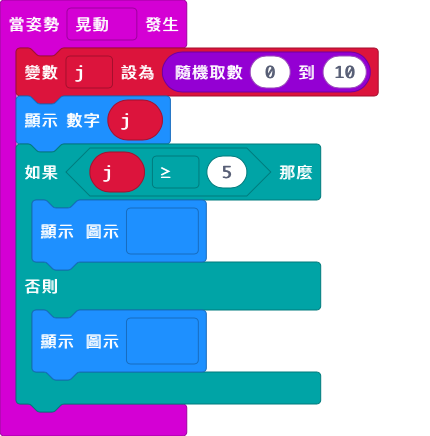 當姿勢 晃動 發生
變數 j 設為 隨機取數 0 到 10
顯示 數字 j
如果 j ≥ 5 那麼
顯示 圖示
否則
顯示 圖示